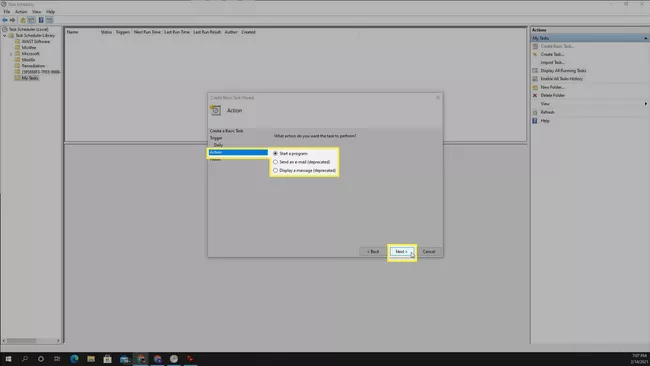 Task Scheduler
File Action View Help
Task Scheduler (Local)
Task Scheduler Library
AVAST Software
McAfee
Microsoft
Mozilla
Remediation
My Tasks
Name Status Triggers Next Run Time Last Run Time Last Run Result Author Created
Create Basic Task Wizard
Action
Create a Basic Task
Trigger
Daily
Action
What action do you want the task to perform?
Start a program
Send an e-mail (deprecated)
Display a message (deprecated)
< Back Next > Cancel
Actions
My Tasks
Create Basic Task...
Create Task...
Import Task...
Display All Running Tasks
Enable All Tasks History
New Folder...
Delete Folder
View
Refresh
Help
7:07 PM
2/14/2021